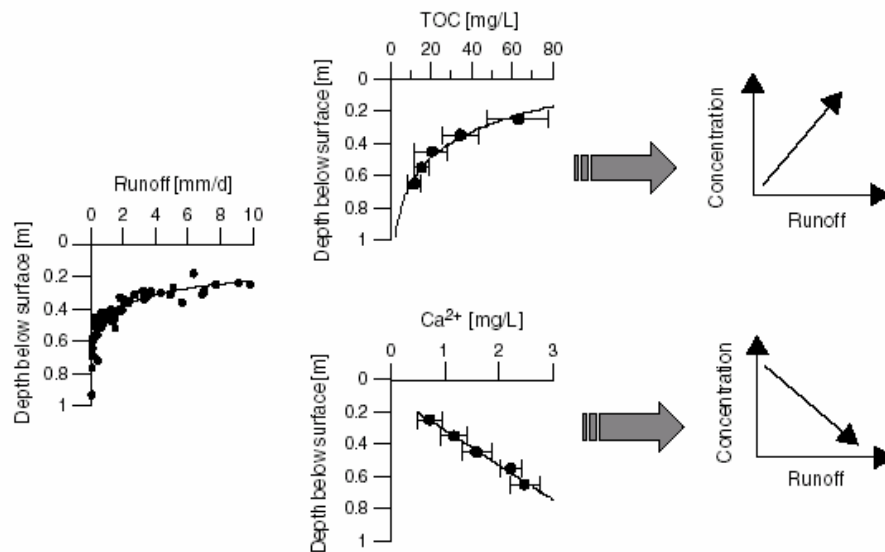 Runoff [mm/d]
0 2 4 6 8 10
Depth below surface [m]
0
0.2
0.4
0.6
0.8
1
TOC [mg/L]
0 20 40 60 80
Depth below surface [m]
0
0.2
0.4
0.6
0.8
1
Concentration
Runoff
Ca²⁺ [mg/L]
0 1 2 3
Depth below surface [m]
0
0.2
0.4
0.6
0.8
1
Concentration
Runoff